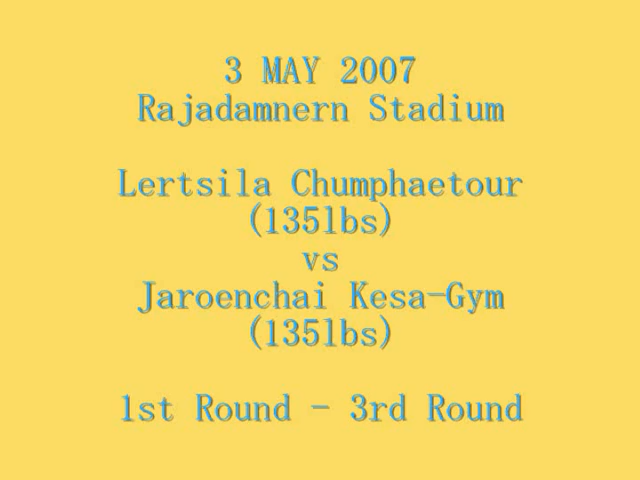 3 MAY 2007
Rajadamnern Stadium
Lertsila Chumphaetour
(135lbs)
vs
Jaroenchai Kesa-Gym
(135lbs)
1st Round - 3rd Round